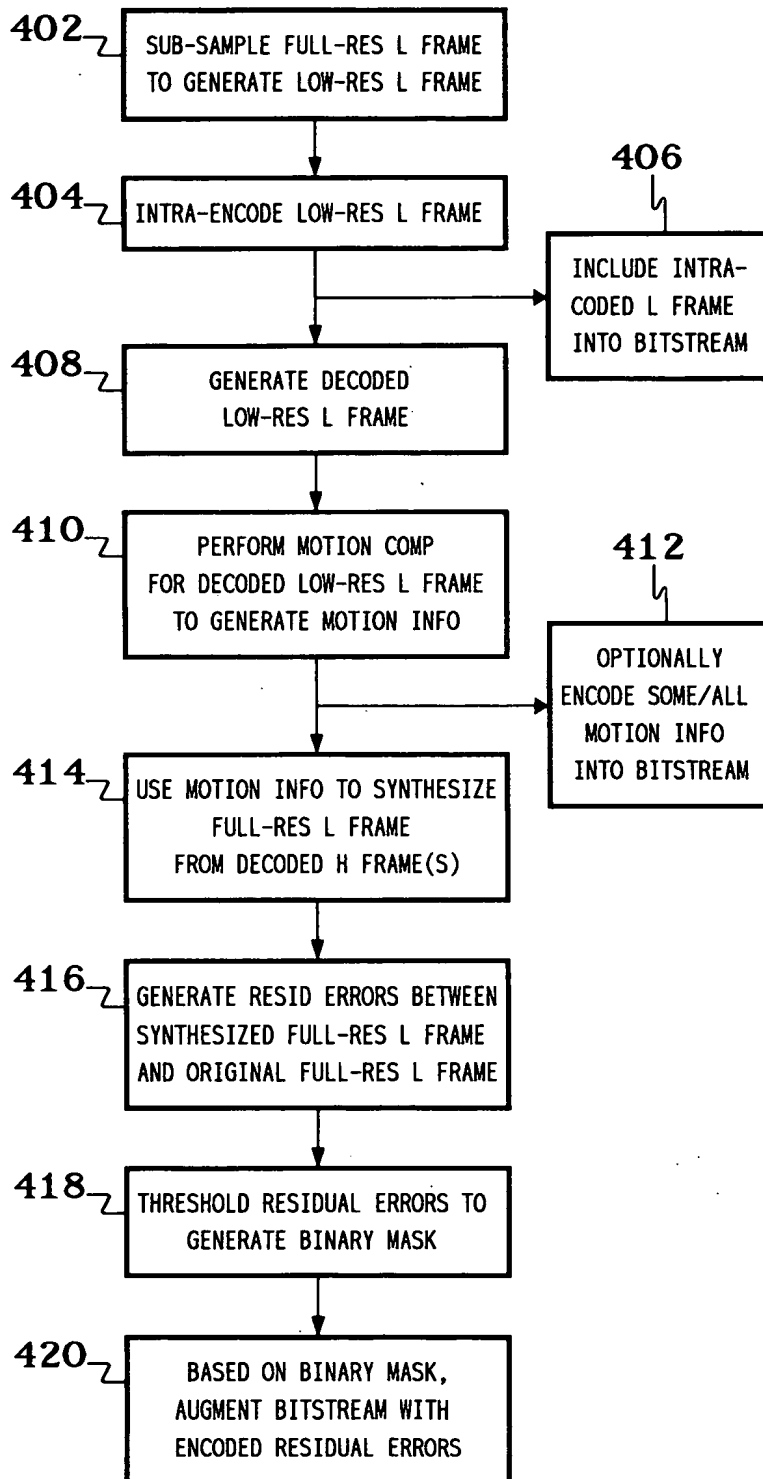 402
SUB-SAMPLE FULL-RES L FRAME
TO GENERATE LOW-RES L FRAME
404
INTRA-ENCODE LOW-RES L FRAME
406
INCLUDE INTRA-
CODED L FRAME
INTO BITSTREAM
408
GENERATE DECODED
LOW-RES L FRAME
410
PERFORM MOTION COMP
FOR DECODED LOW-RES L FRAME
TO GENERATE MOTION INFO
412
OPTIONALLY
ENCODE SOME/ALL
MOTION INFO
INTO BITSTREAM
414
USE MOTION INFO TO SYNTHESIZE
FULL-RES L FRAME
FROM DECODED H FRAME(S)
416
GENERATE RESID ERRORS BETWEEN
SYNTHESIZED FULL-RES L FRAME
AND ORIGINAL FULL-RES L FRAME
418
THRESHOLD RESIDUAL ERRORS TO
GENERATE BINARY MASK
420
BASED ON BINARY MASK,
AUGMENT BITSTREAM WITH
ENCODED RESIDUAL ERRORS